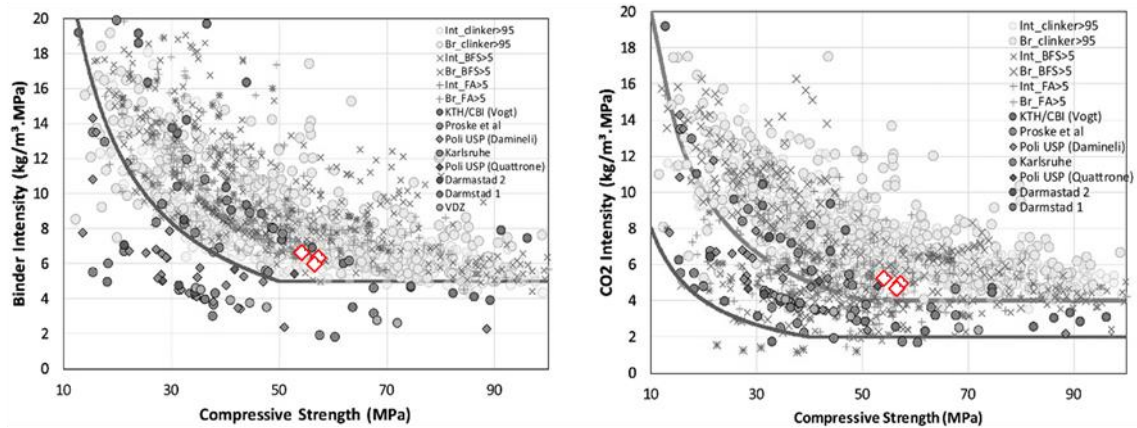 Binder Intensity (kg/m³.MPa)
20
18
16
14
12
10
8
6
4
2
0
10
30
50
70
90
Compressive Strength (MPa)
Int_clinker>95
Br_clinker>95
Int_BFS>5
Br_BFS>5
Int_FA>5
Br_FA>5
KTH/CBI (Vogt)
Proske et al
Poli USP (Damineli)
Karlsruhe
Poli USP (Quattrone)
Darmastad 2
Darmstad 1
VDZ
CO2 Intensity (kg/m³.MPa)
20
18
16
14
12
10
8
6
4
2
0
10
30
50
70
90
Compressive Strength (MPa)
Int_clinker>95
Br_clinker>95
Int_BFS>5
Br_BFS>5
Int_FA>5
Br_FA>5
KTH/CBI (Vogt)
Proske et al
Poli USP (Damineli)
Karlsruhe
Poli USP (Quattrone)
Darmastad 2
Darmstad 1